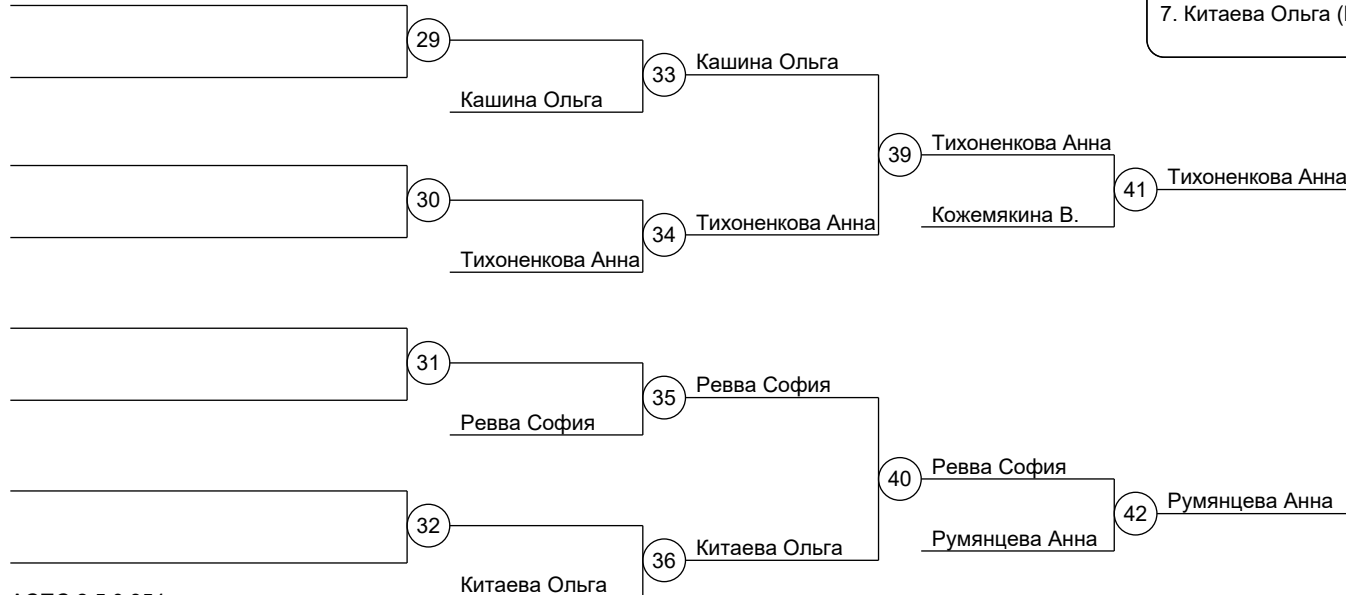 7. Китаева Ольга (
29
33
Кашина Ольга
Кашина Ольга
39
Тихоненкова Анна
30
41
Тихоненкова Анна
34
Тихоненкова Анна
Кожемякина В.
Тихоненкова Анна
31
35
Ревва София
Ревва София
40
Ревва София
32
42
Румянцева Анна
36
Китаева Ольга
Румянцева Анна
Китаева Ольга